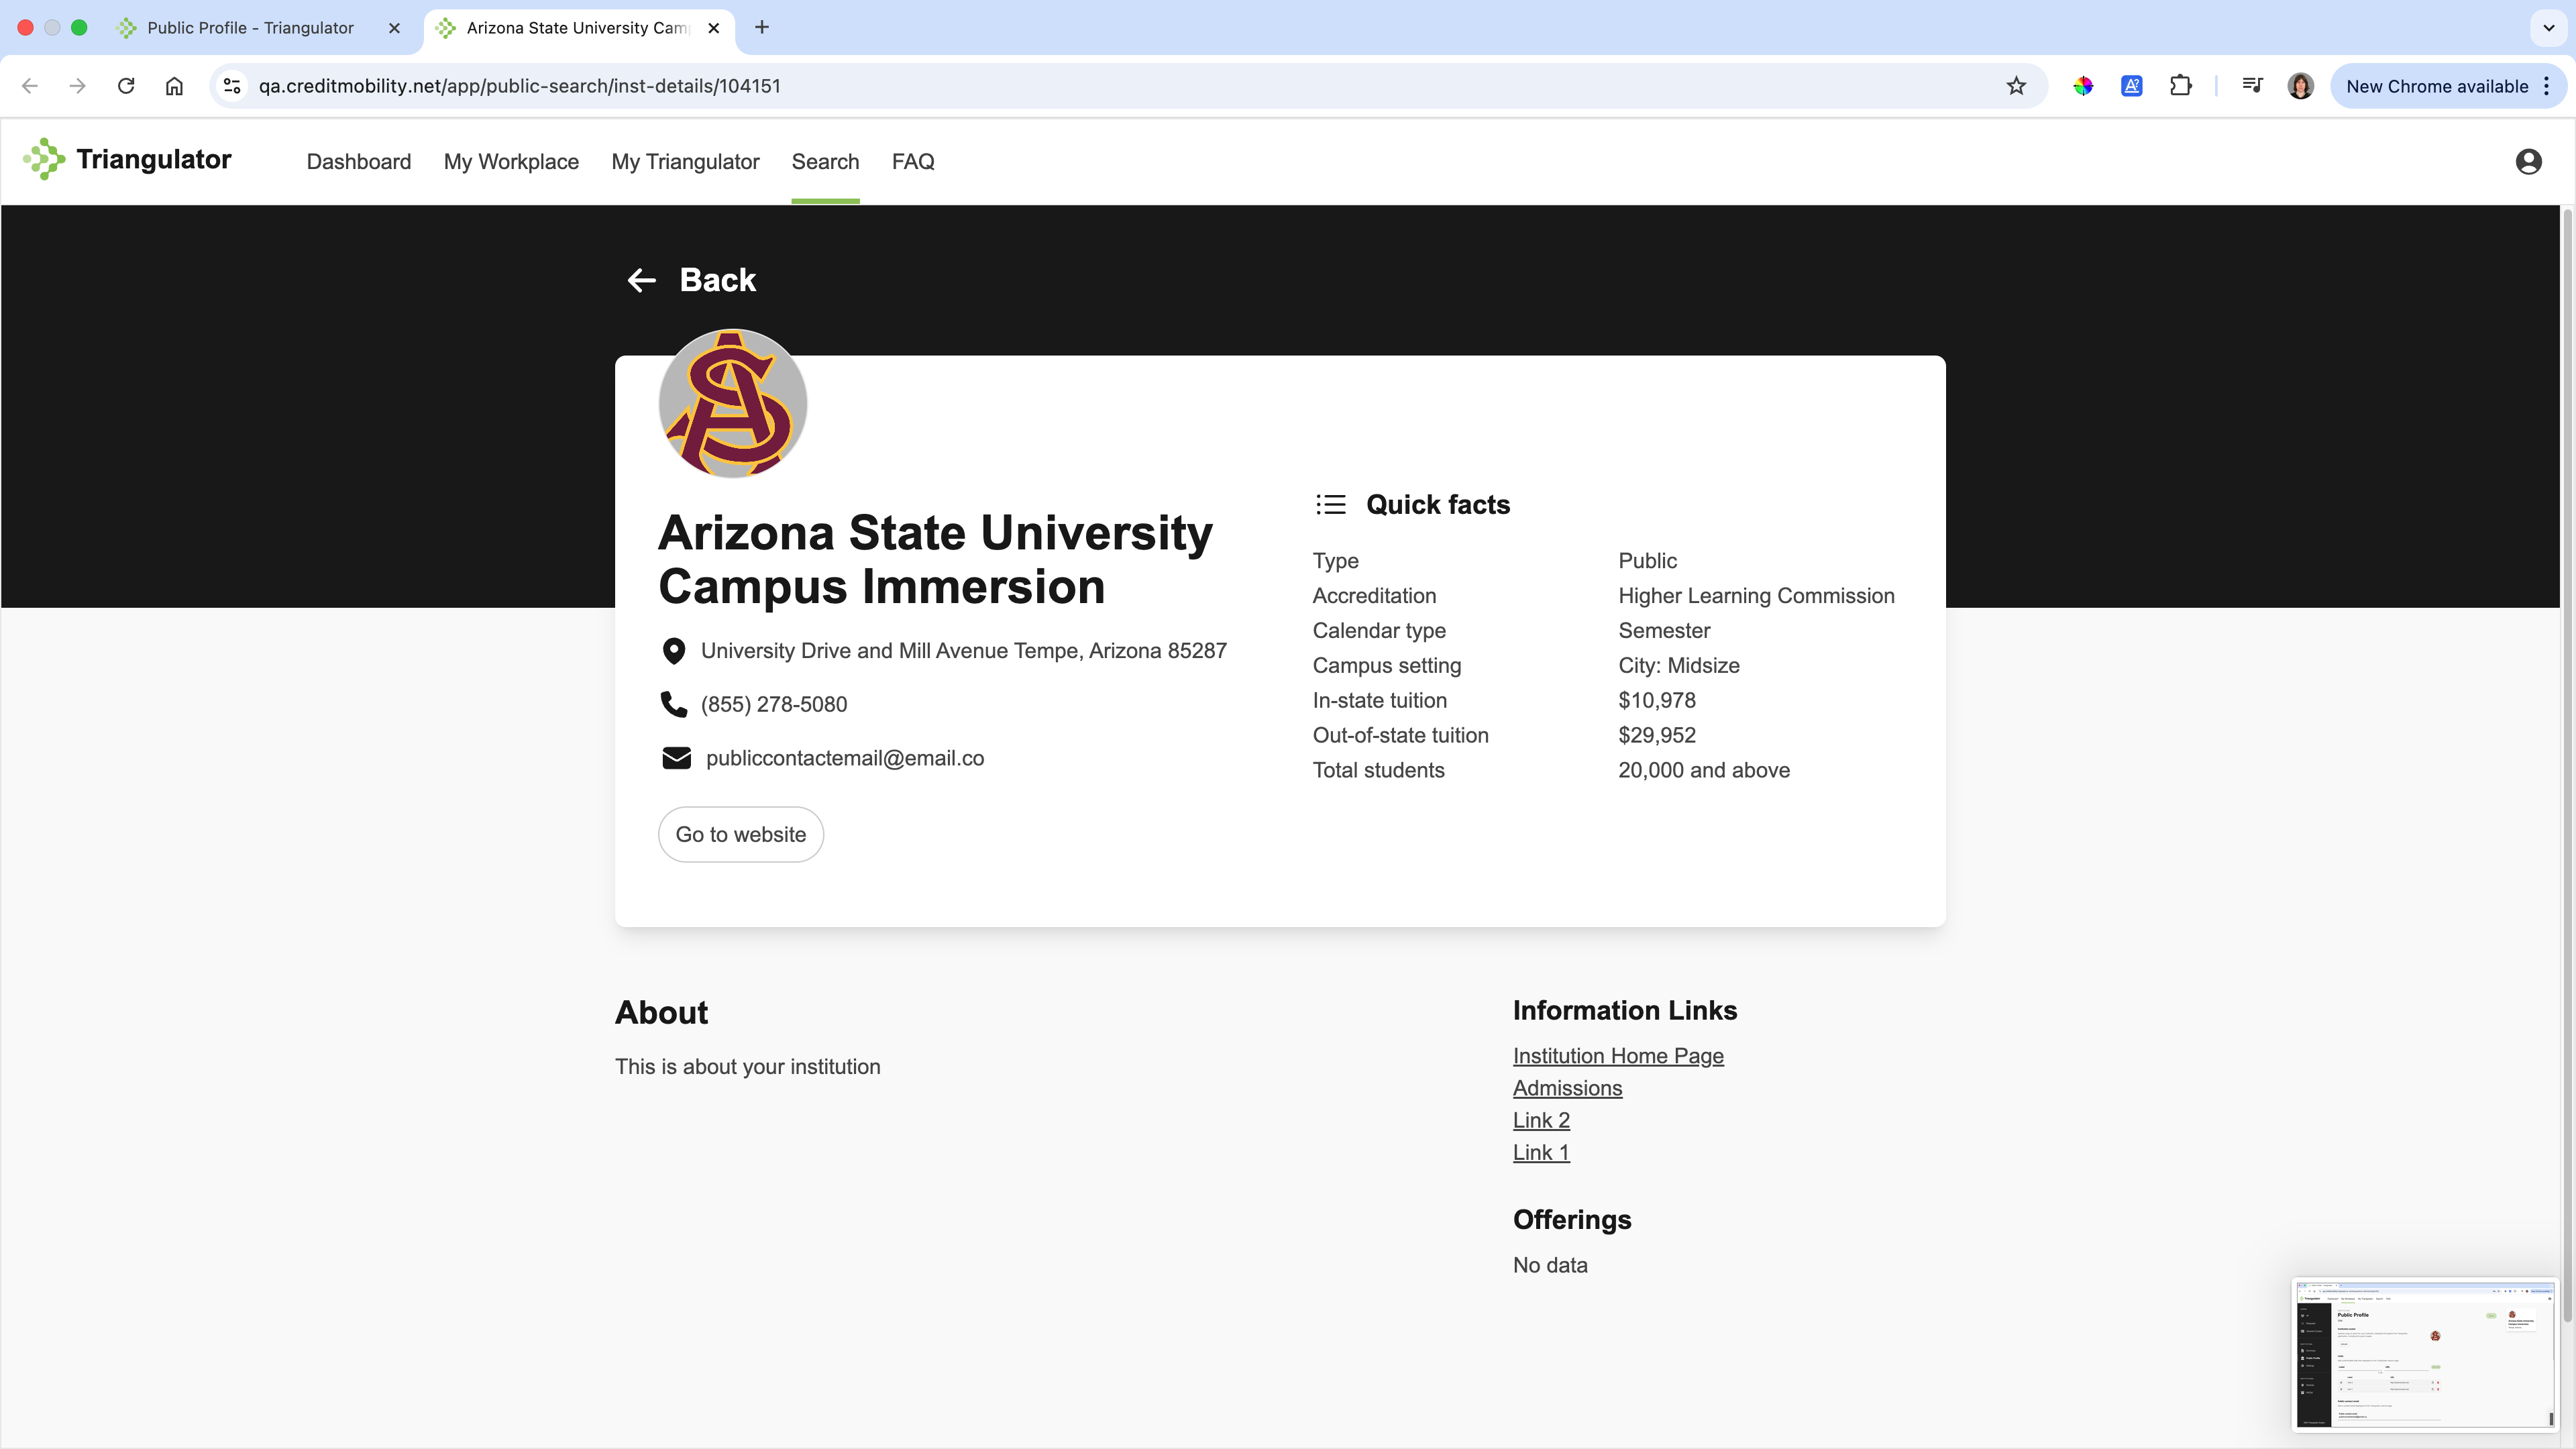 Public Profile - Triangulator
Arizona State University Cam
qa.creditmobility.net/app/public-search/inst-details/104151
New Chrome available
Triangulator
Dashboard
My Workplace
My Triangulator
Search
FAQ
Back
Arizona State University
Campus Immersion
University Drive and Mill Avenue Tempe, Arizona 85287
(855) 278-5080
publiccontactemail@email.co
Go to website
Quick facts
Type Public
Accreditation Higher Learning Commission
Calendar type Semester
Campus setting City: Midsize
In-state tuition $10,978
Out-of-state tuition $29,952
Total students 20,000 and above
About
This is about your institution
Information Links
Institution Home Page
Admissions
Link 2
Link 1
Offerings
No data
Public Profile